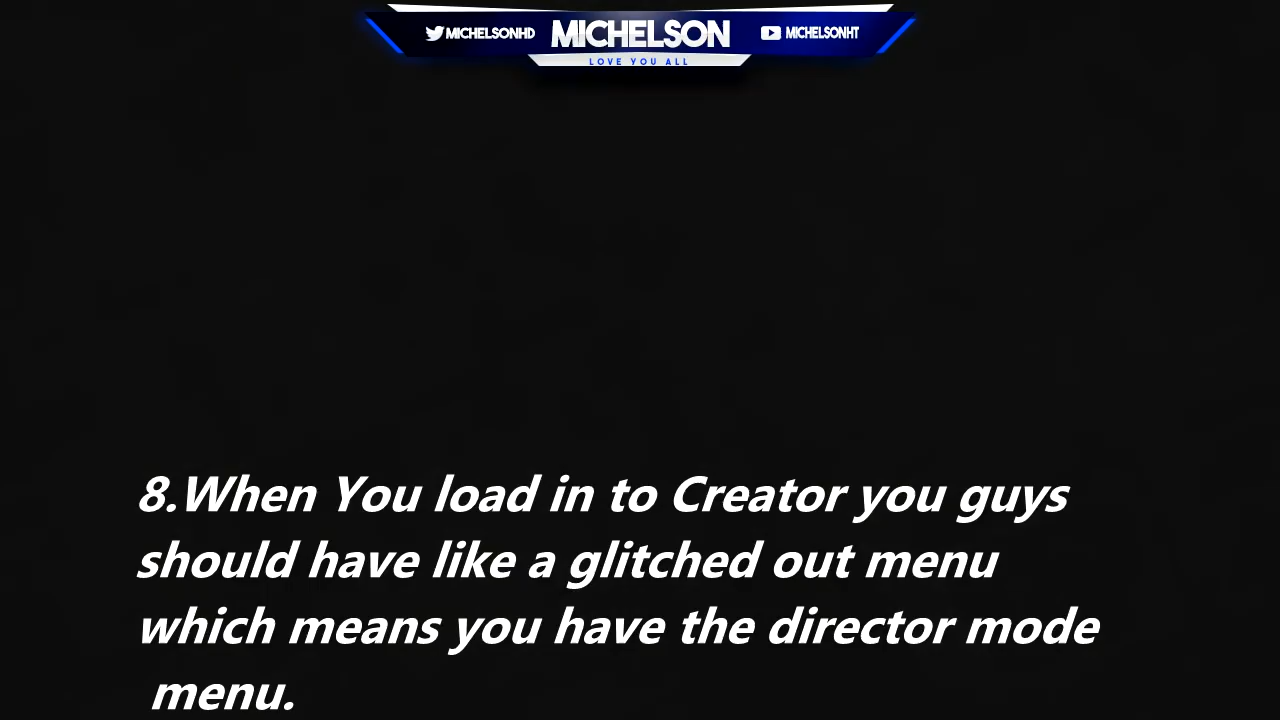 MICHELSONHD MICHELSON MICHELSONHT
LOVE YOU ALL
8.When You load in to Creator you guys
should have like a glitched out menu
which means you have the director mode
menu.